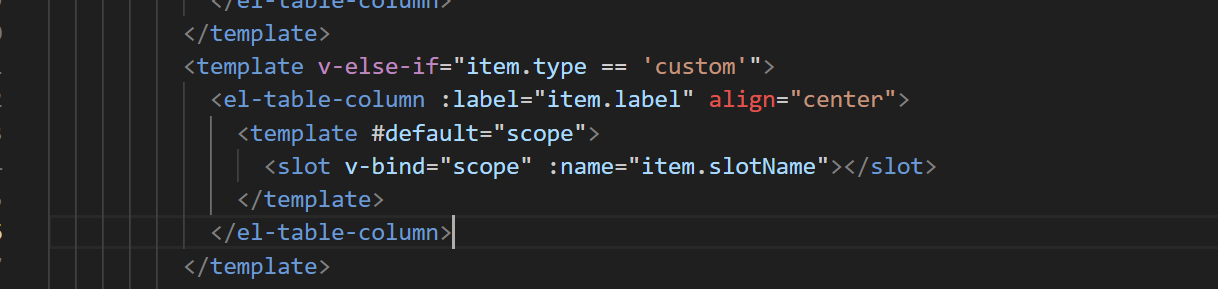 </el-table-column>
</template>
<template v-else-if="item.type == 'custom'">
<el-table-column :label="item.label" align="center">
<template #default="scope">
<slot v-bind="scope" :name="item.slotName"></slot>
</template>
</el-table-column>
</template>